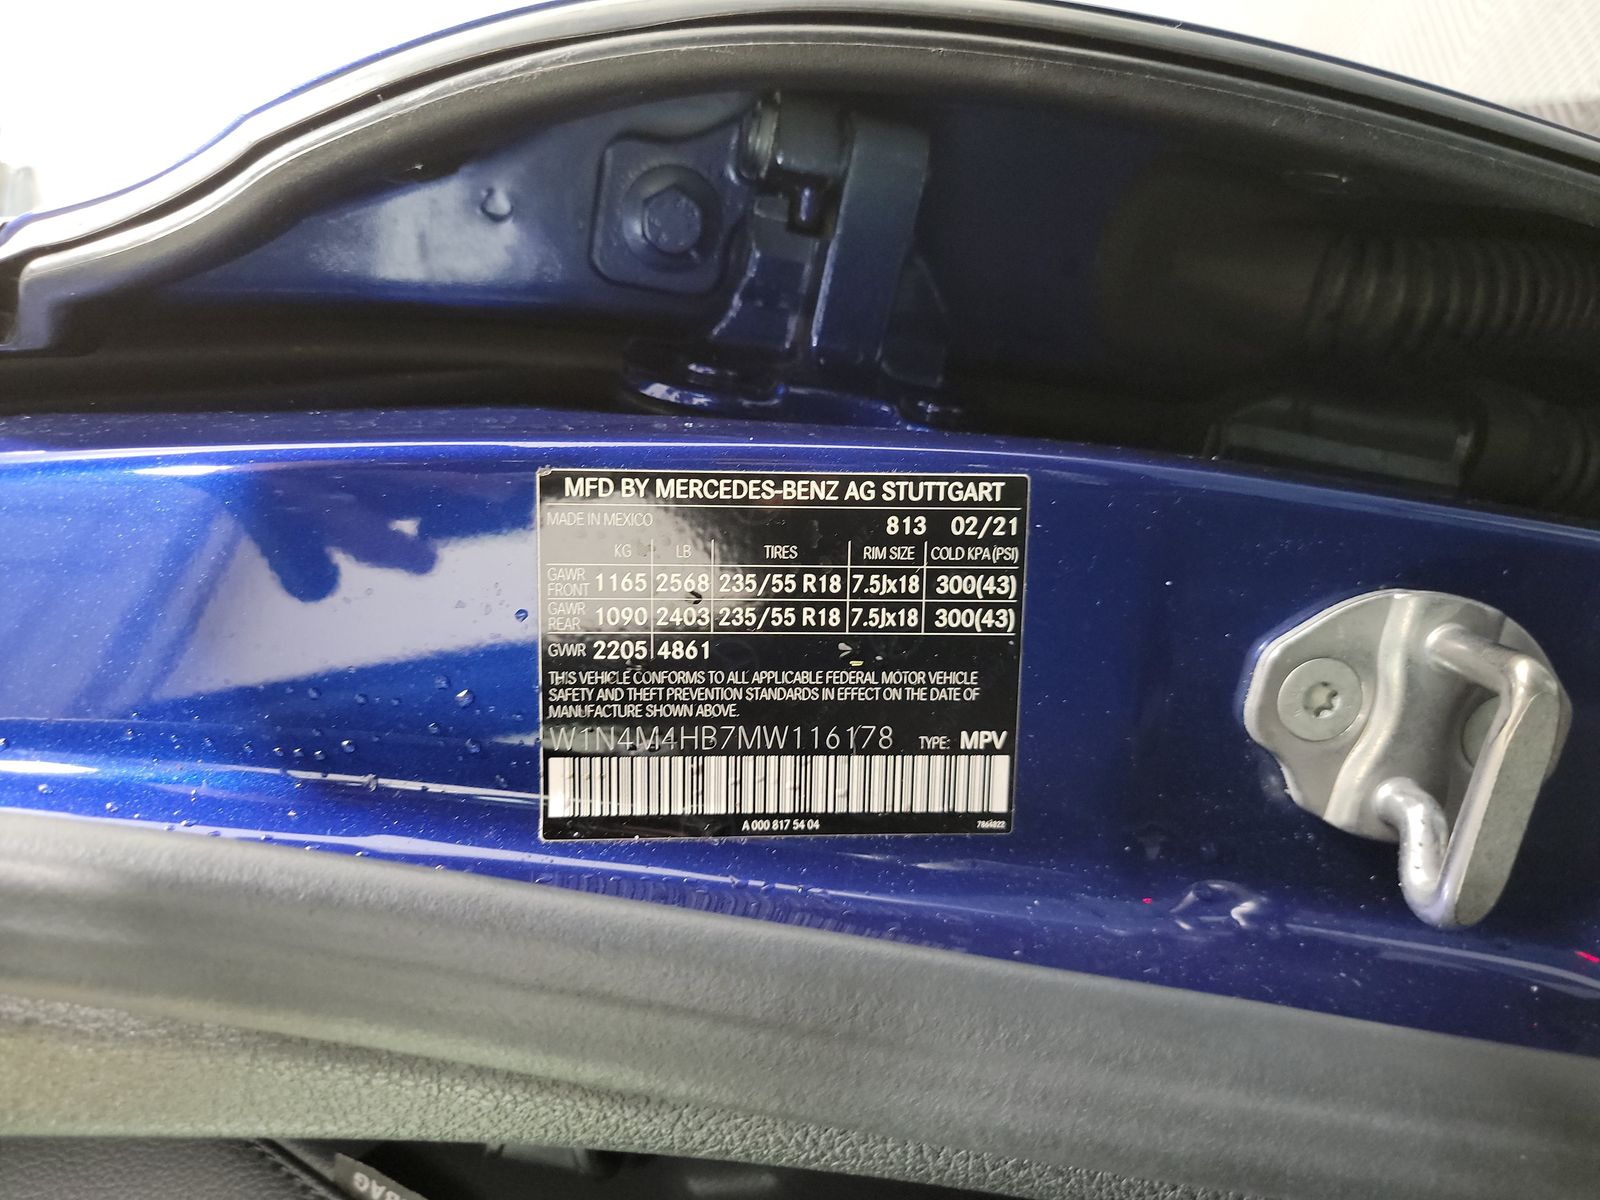 MFD BY MERCEDES-BENZ AG STUTTGART
MADE IN MEXICO 813 02/21
KG LB TIRES RIM SIZE COLD KPA (PSI)
GAWR FRONT 1165 2568 235/55 R18 7.5Jx18 300(43)
GAWR REAR 1090 2403 235/55 R18 7.5Jx18 300(43)
GVWR 2205 4861
THIS VEHICLE CONFORMS TO ALL APPLICABLE FEDERAL MOTOR VEHICLE
SAFETY AND THEFT PREVENTION STANDARDS IN EFFECT ON THE DATE OF
MANUFACTURE SHOWN ABOVE.
W1N4M4HB7MW116178 TYPE: MPV
A 000 817 54 04